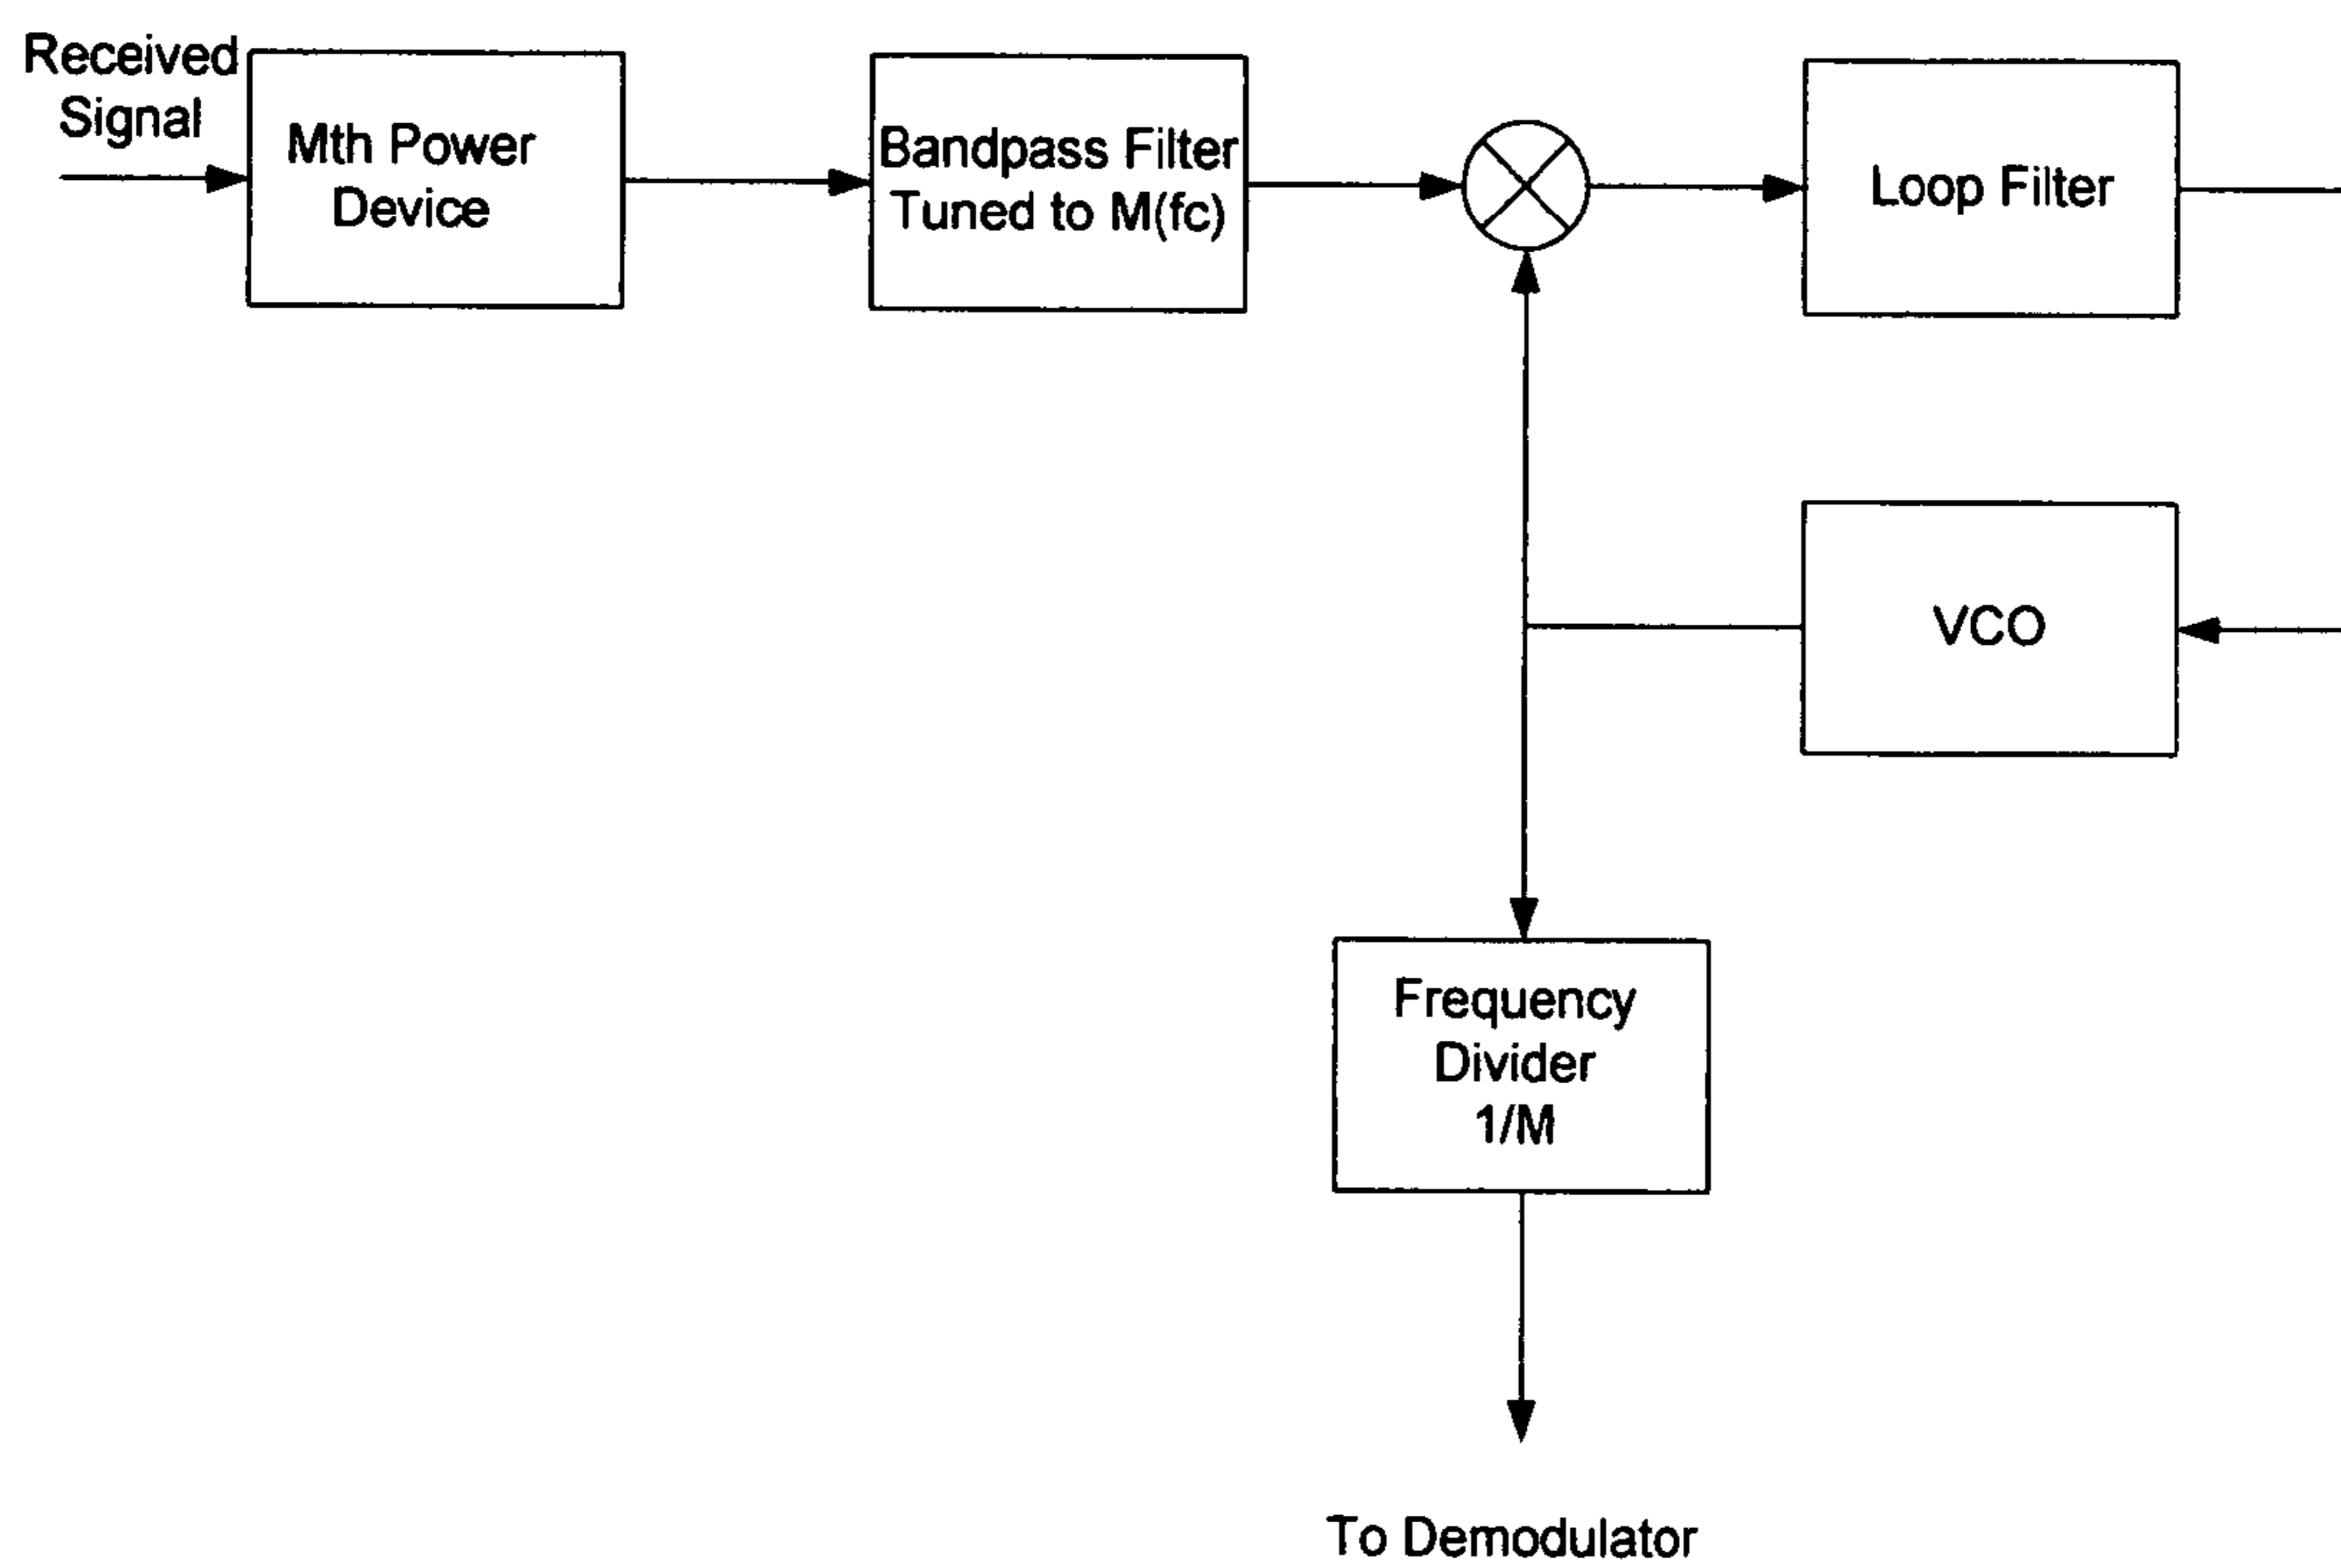 Received
Signal
Mth Power
Device
Bandpass Filter
Tuned to M(fc)
Loop Filter
VCO
Frequency
Divider
1/M
To Demodulator